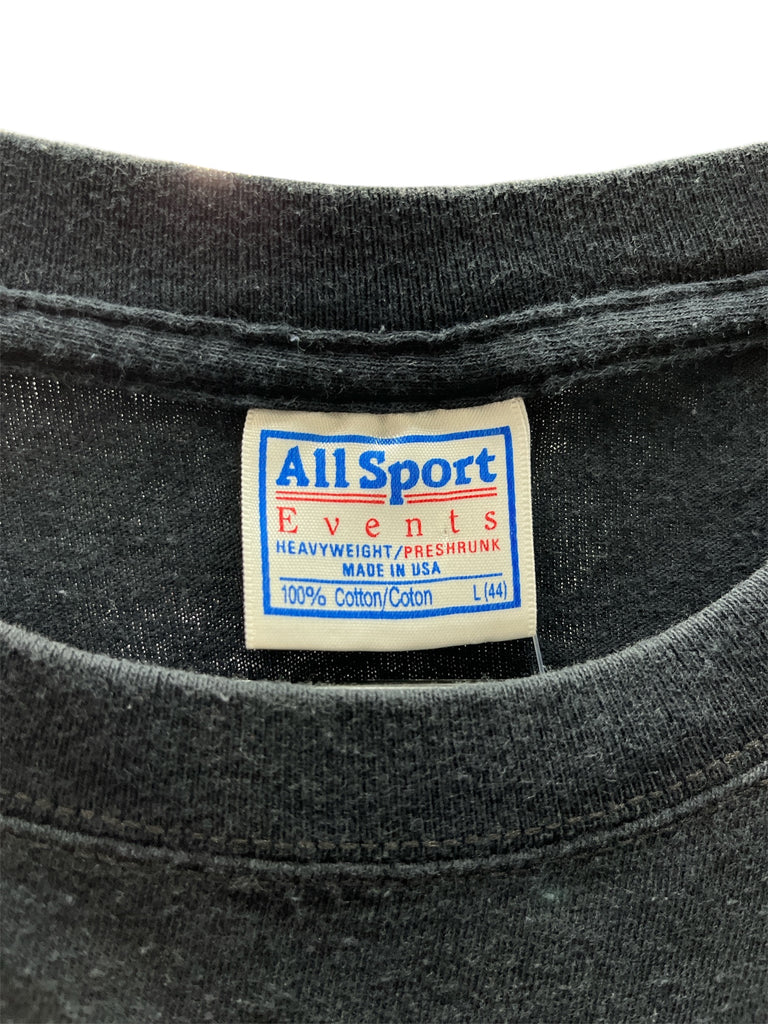 All Sport
Events
HEAVYWEIGHT/PRESHRUNK
MADE IN USA
100% Cotton/Coton L (44)